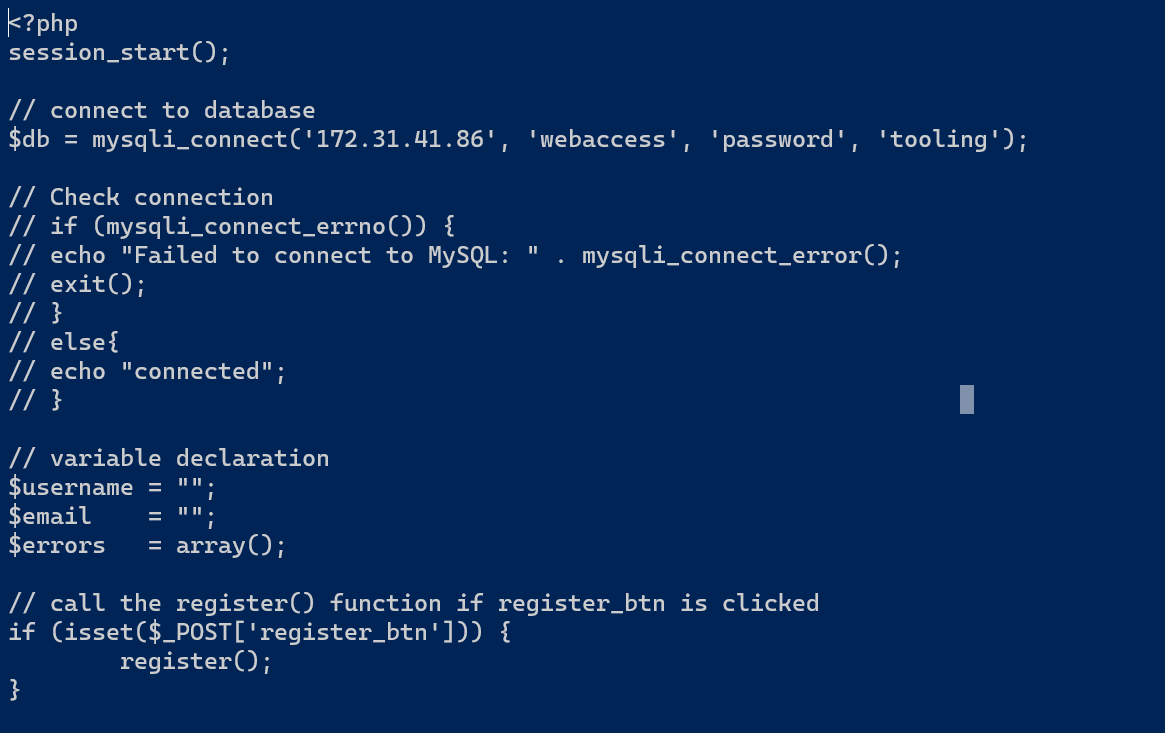 <?php
session_start();

// connect to database
$db = mysqli_connect('172.31.41.86', 'webaccess', 'password', 'tooling');

// Check connection
// if (mysqli_connect_errno()) {
// echo "Failed to connect to MySQL: " . mysqli_connect_error();
// exit();
// }
// else{
// echo "connected";
// }

// variable declaration
$username = "";
$email    = "";
$errors   = array();

// call the register() function if register_btn is clicked
if (isset($_POST['register_btn'])) {
        register();
}